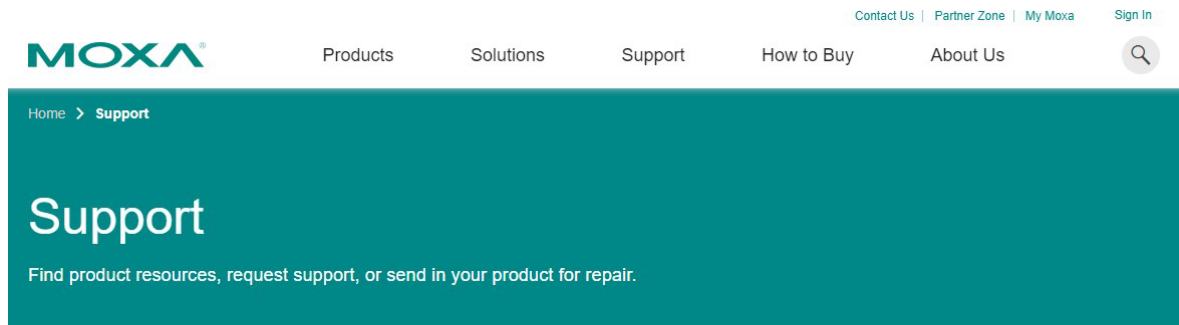 Contact Us | Partner Zone | My Moxa Sign In
MOXA® Products Solutions Support How to Buy About Us
Home > Support
Support
Find product resources, request support, or send in your product for repair.